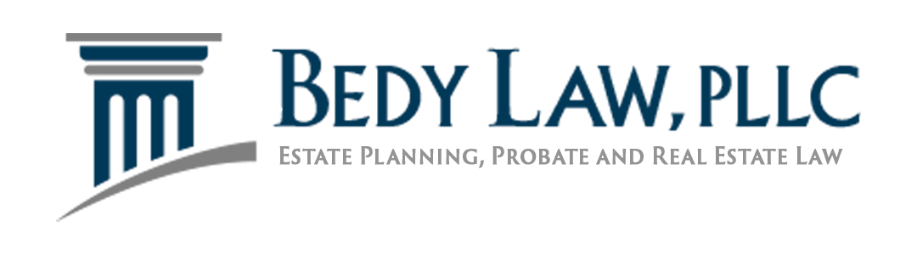 BEDY LAW, PLLC
ESTATE PLANNING, PROBATE AND REAL ESTATE LAW